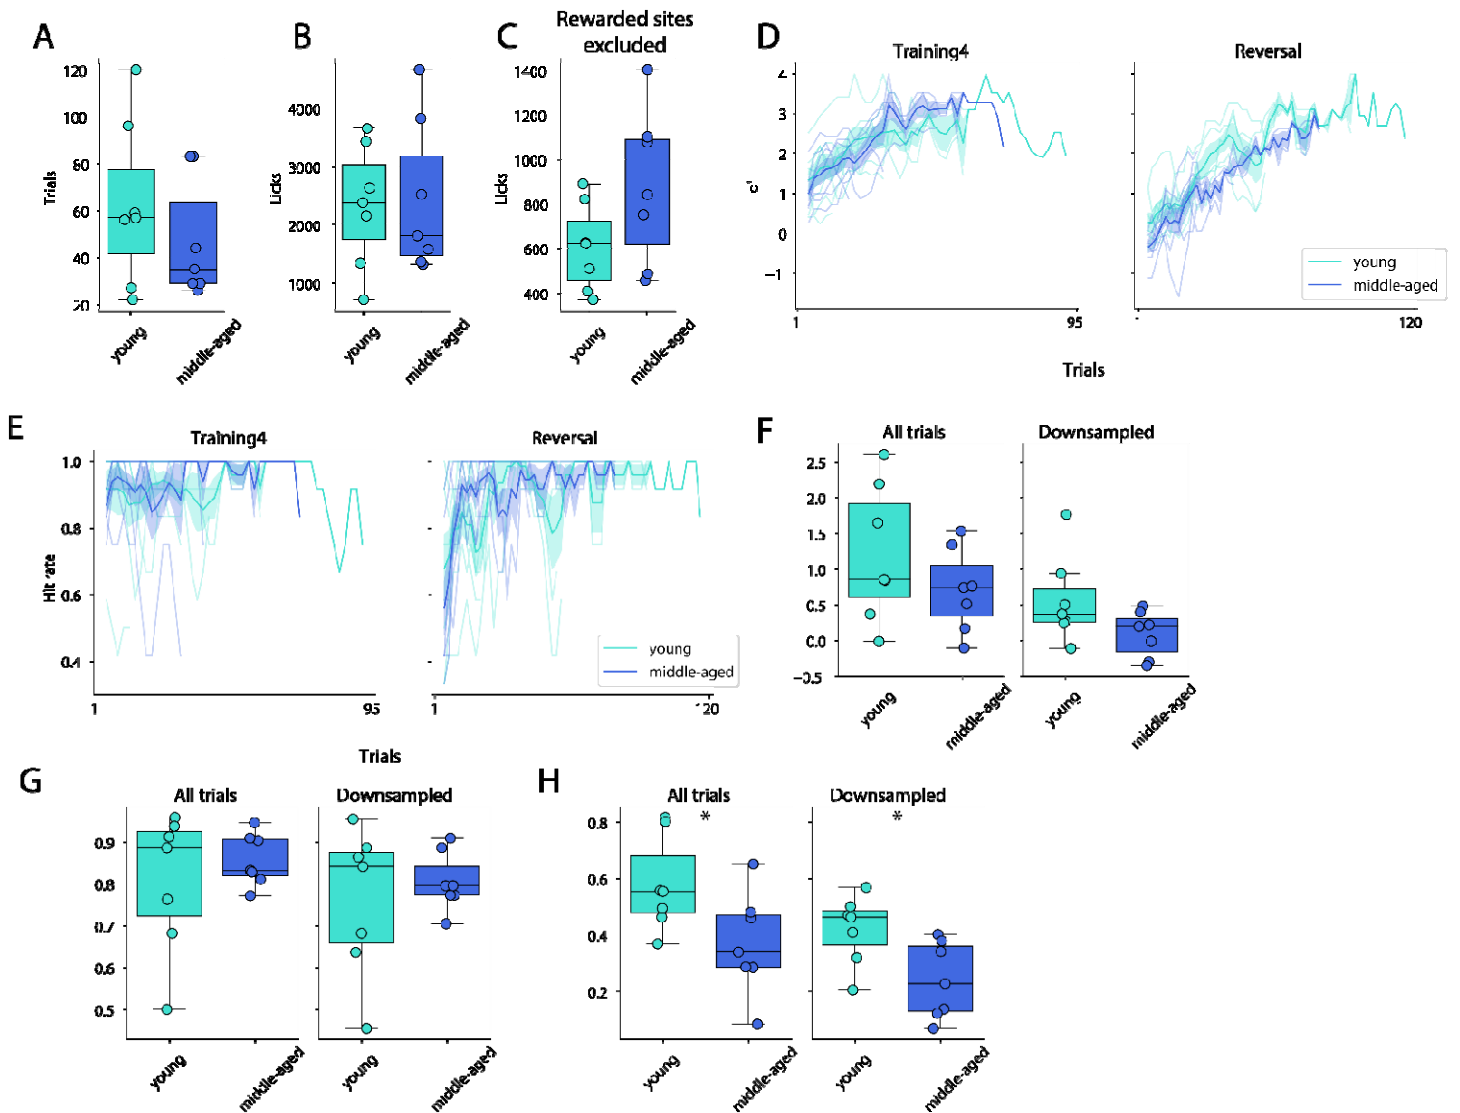 A
Trials
120
100
80
60
40
20
young
middle-aged
B
Licks
4000
3000
2000
1000
young
middle-aged
C
Rewarded sites
excluded
Licks
1400
1200
1000
800
600
400
young
middle-aged
D
Training4
Reversal
4
3
2
1
0
−1
1
95
120
young
middle-aged
Trials
E
Training4
Reversal
Hit rate
1.0
0.8
0.6
0.4
1
95
1
young
middle-aged
Trials
F
All trials
Downsampled
2.5
2.0
1.5
1.0
0.5
0.0
−0.5
young
middle-aged
young
middle-aged
G
All trials
Downsampled
0.9
0.8
0.7
0.6
0.5
young
middle-aged
young
middle-aged
H
All trials
Downsampled
*
*
0.8
0.6
0.4
0.2
young
middle-aged
young
middle-aged